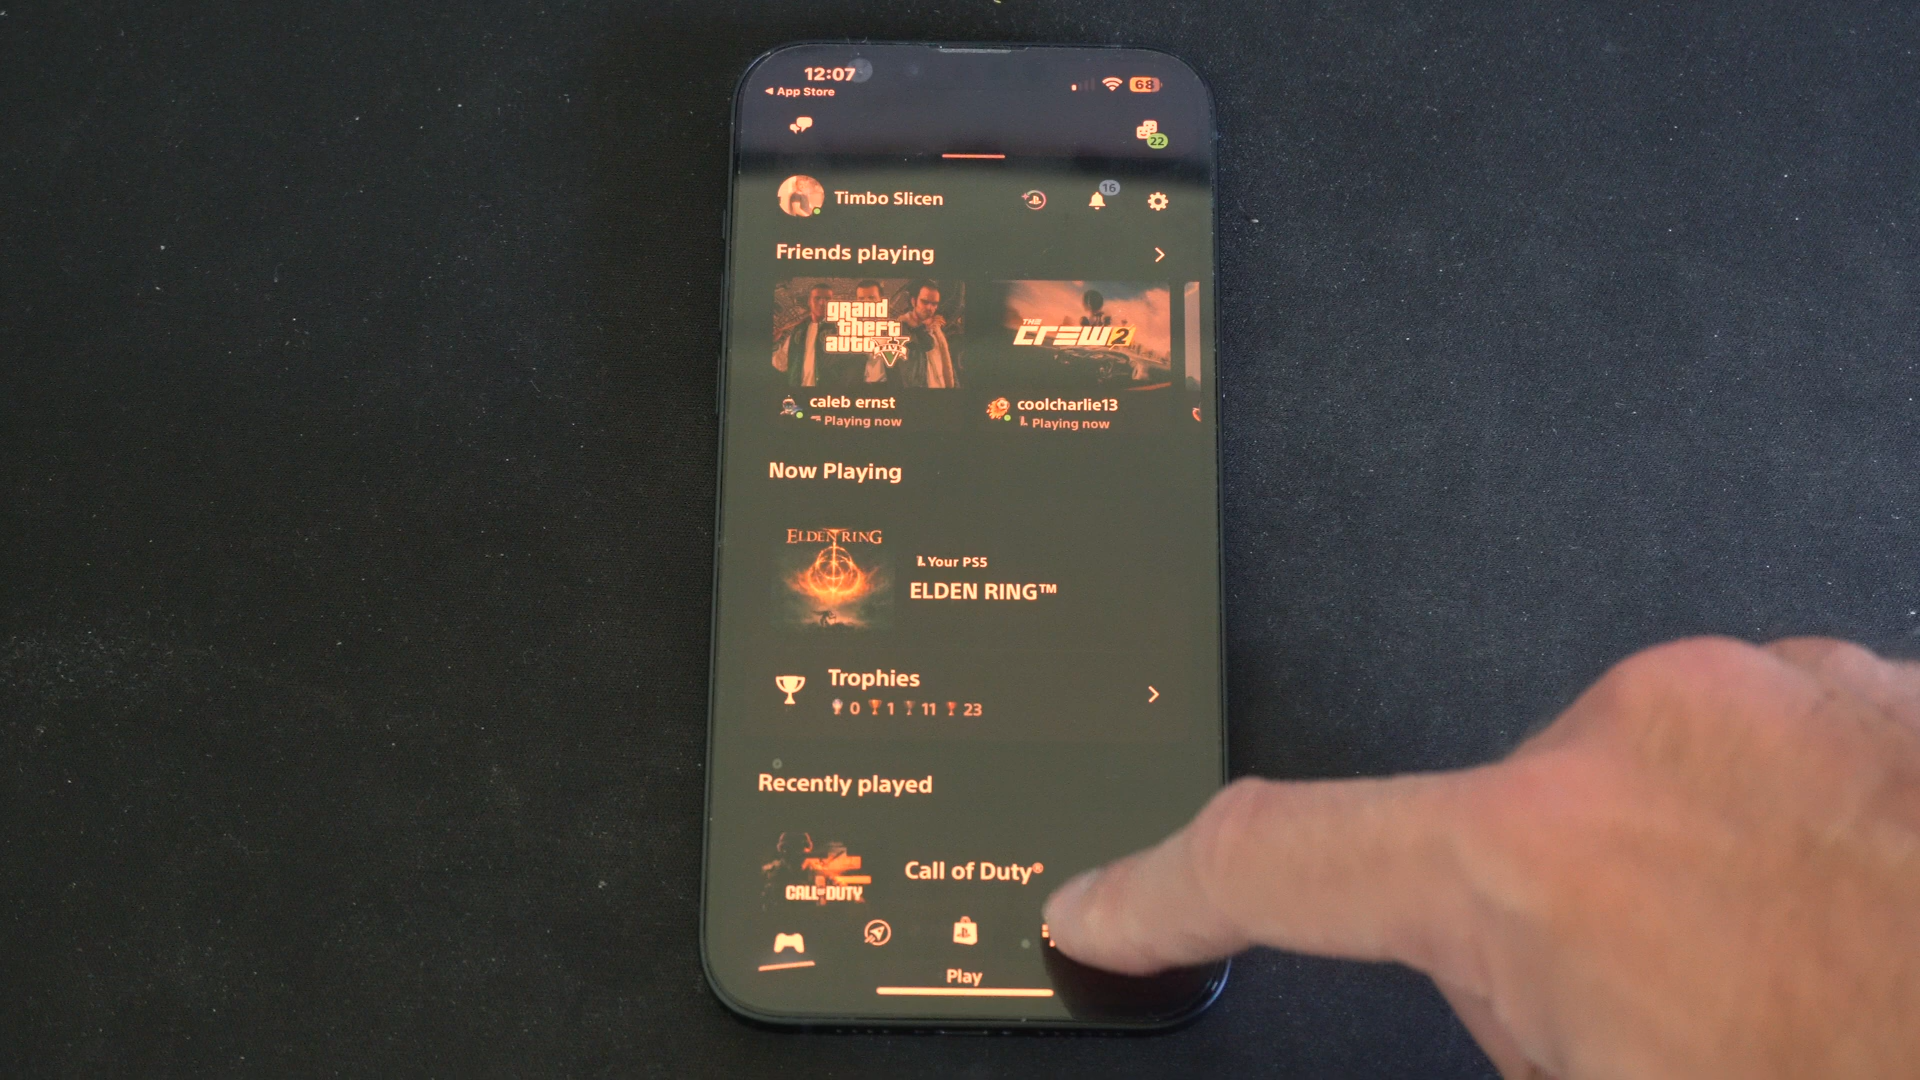 12:07
◀ App Store
68
22
Timbo Slicen
16
Friends playing
grand
theft
auto
V
THE
CREW 2
caleb ernst
Playing now
coolcharlie13
Playing now
Now Playing
ELDEN RING
Your PS5
ELDEN RING™
Trophies
0 1 11 23
Recently played
CALL OF DUTY
Call of Duty®
Play